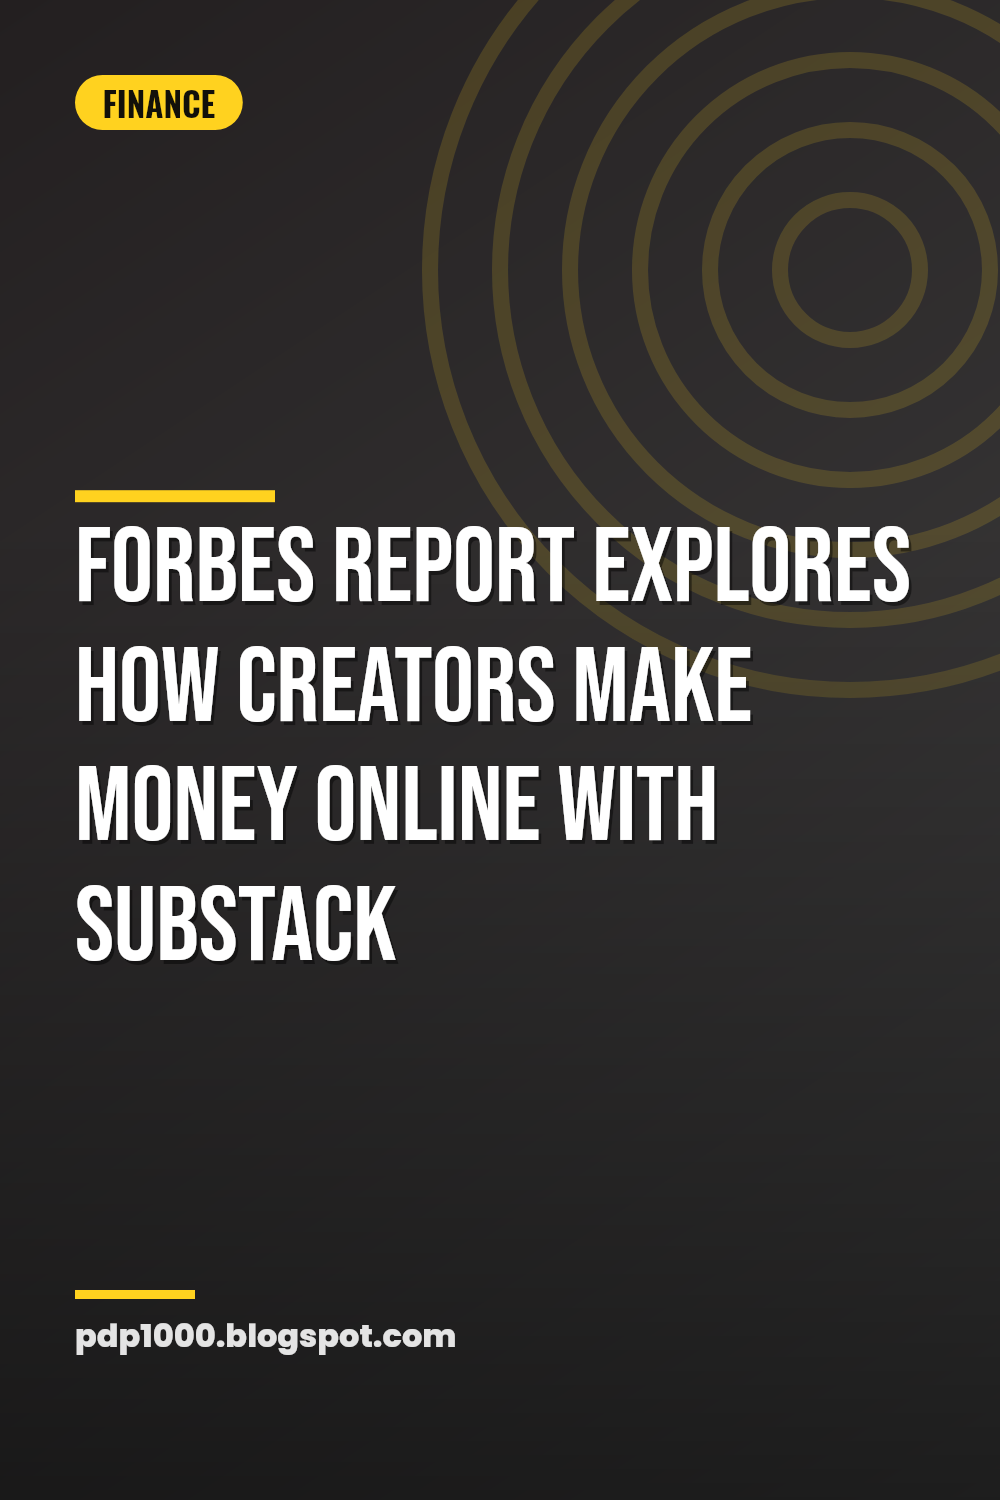 FINANCE
FORBES REPORT EXPLORES
HOW CREATORS MAKE
MONEY ONLINE WITH
SUBSTACK
pdp1000.blogspot.com